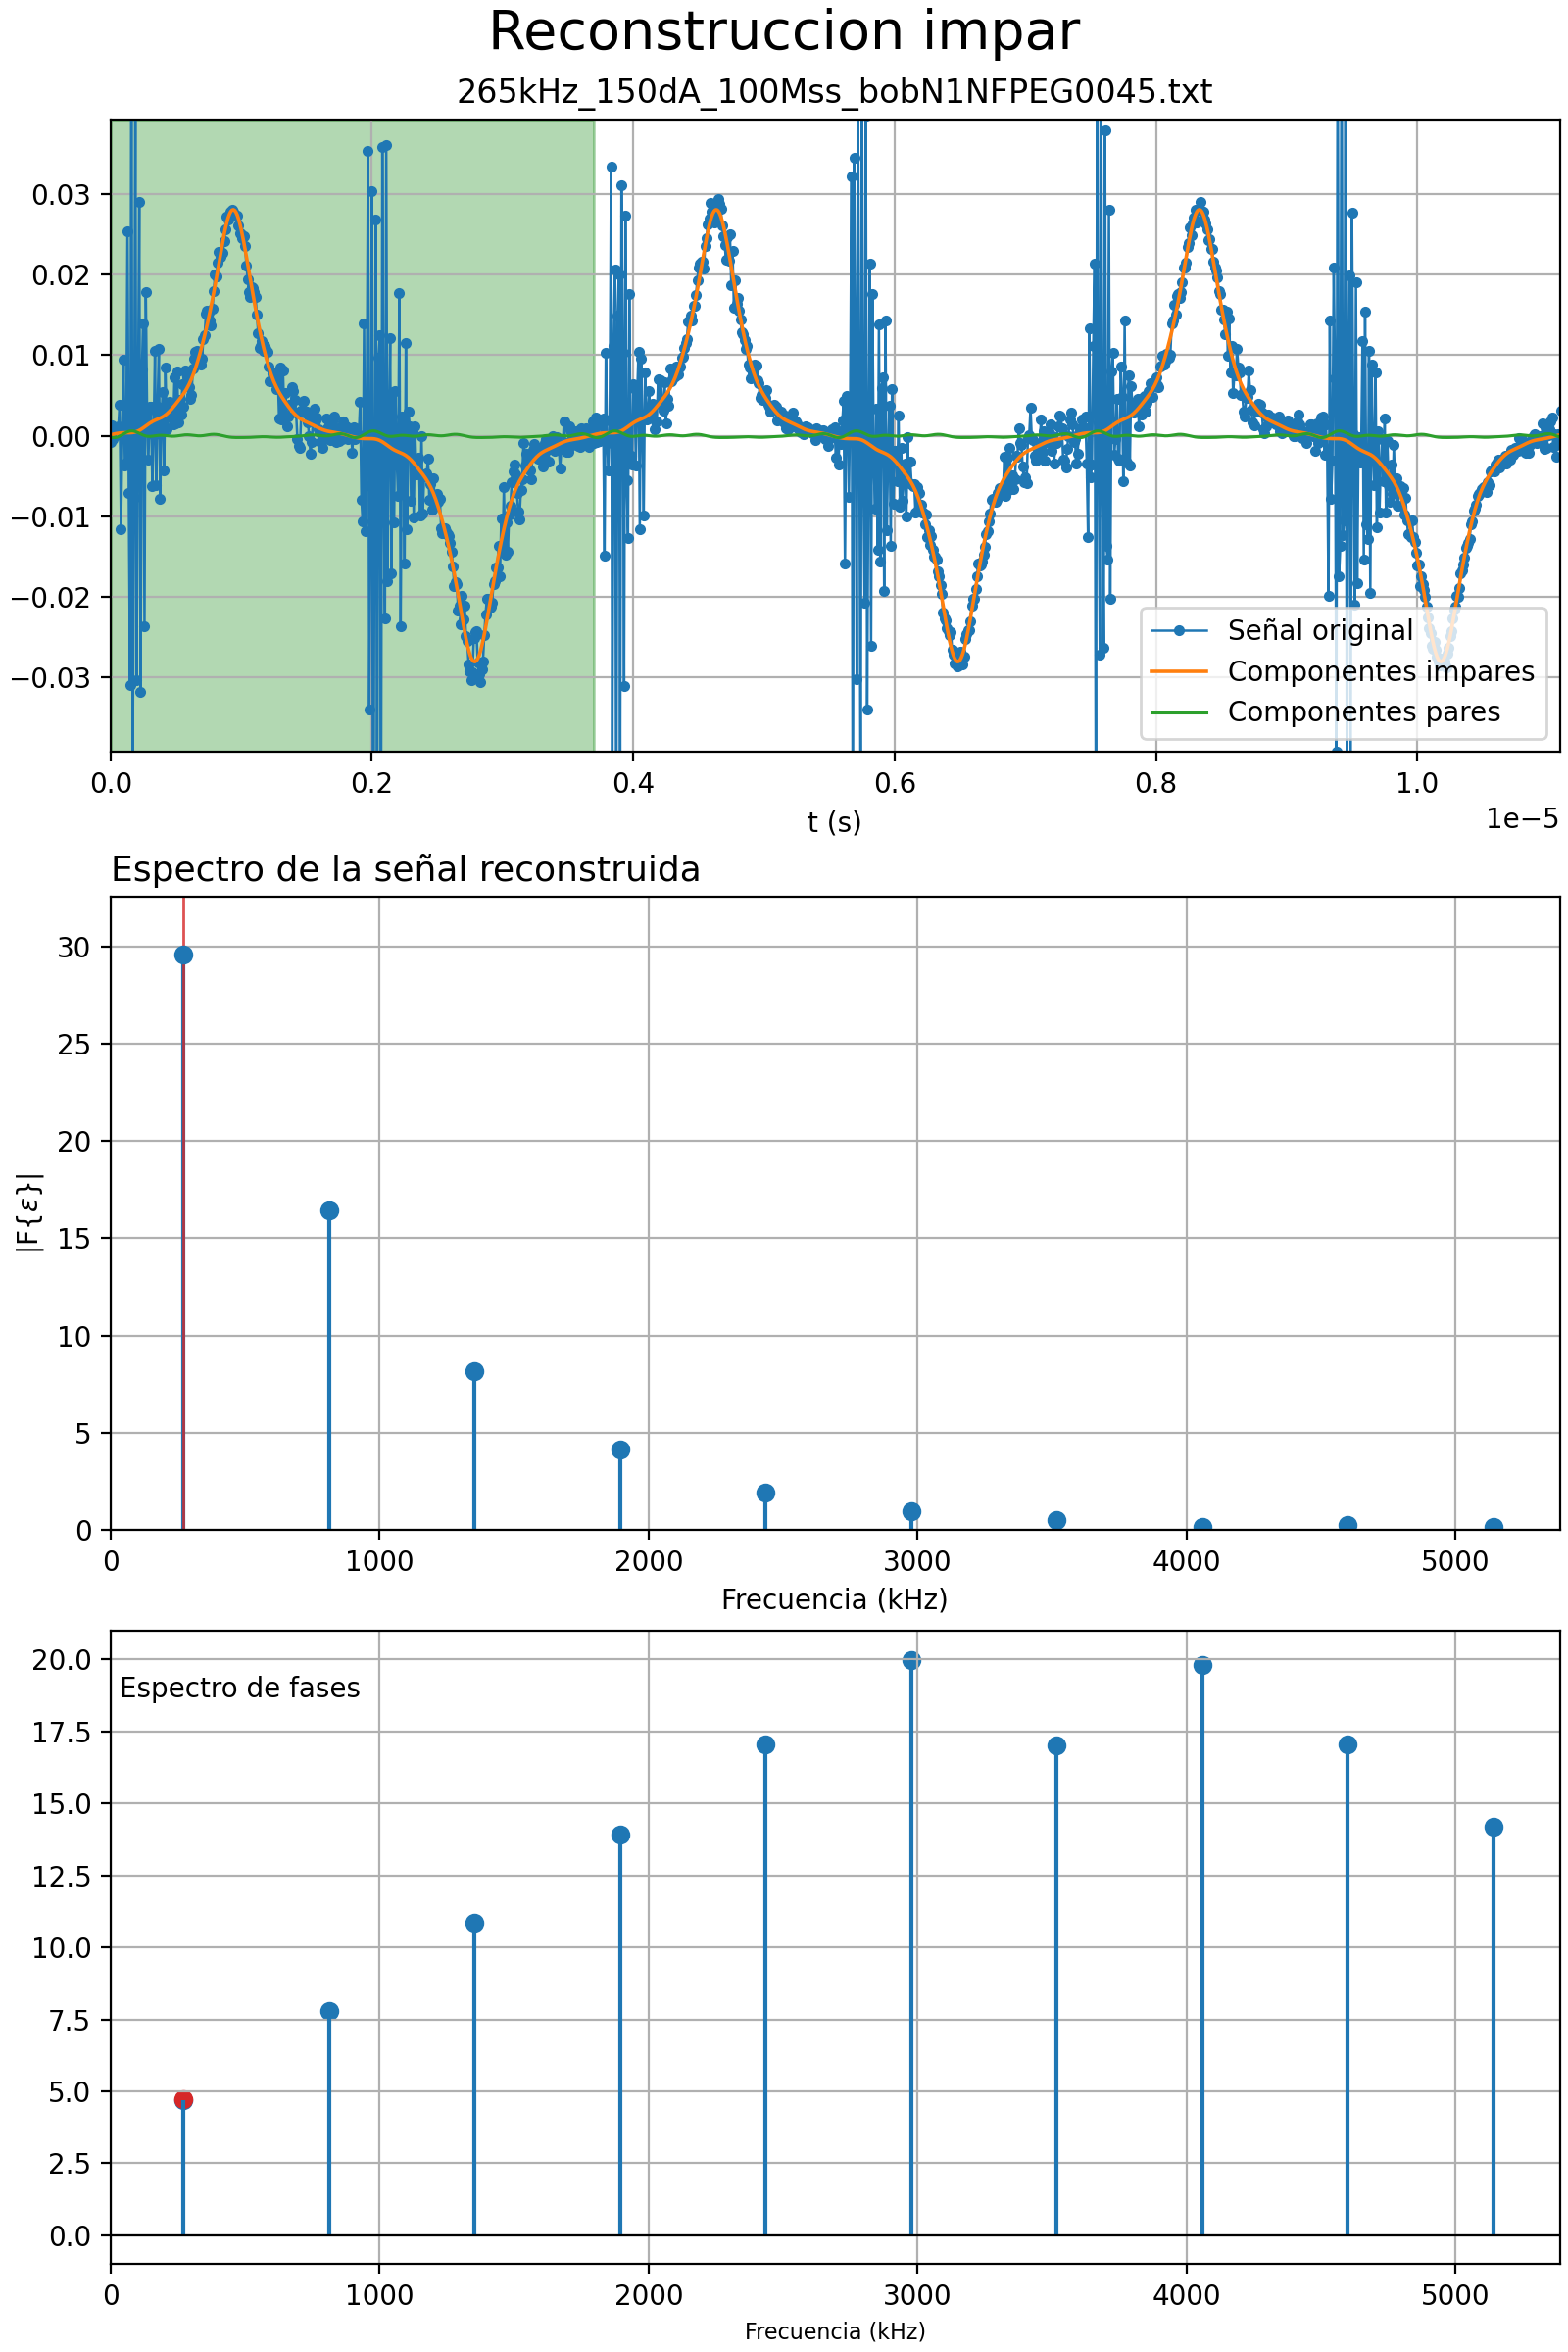 Reconstruccion impar
265kHz_150dA_100Mss_bobN1NFPEG0045.txt
0.03
0.02
0.01
0.00
−0.01
−0.02
−0.03
Señal original
Componentes impares
Componentes pares
0.0 0.2 0.4 0.6 0.8 1.0
1e−5
t (s)
Espectro de la señal reconstruida
30
25
20
15
10
5
0
|F{ε}|
0 1000 2000 3000 4000 5000
Frecuencia (kHz)
20.0
Espectro de fases
17.5
15.0
12.5
10.0
7.5
5.0
2.5
0.0
0 1000 2000 3000 4000 5000
Frecuencia (kHz)